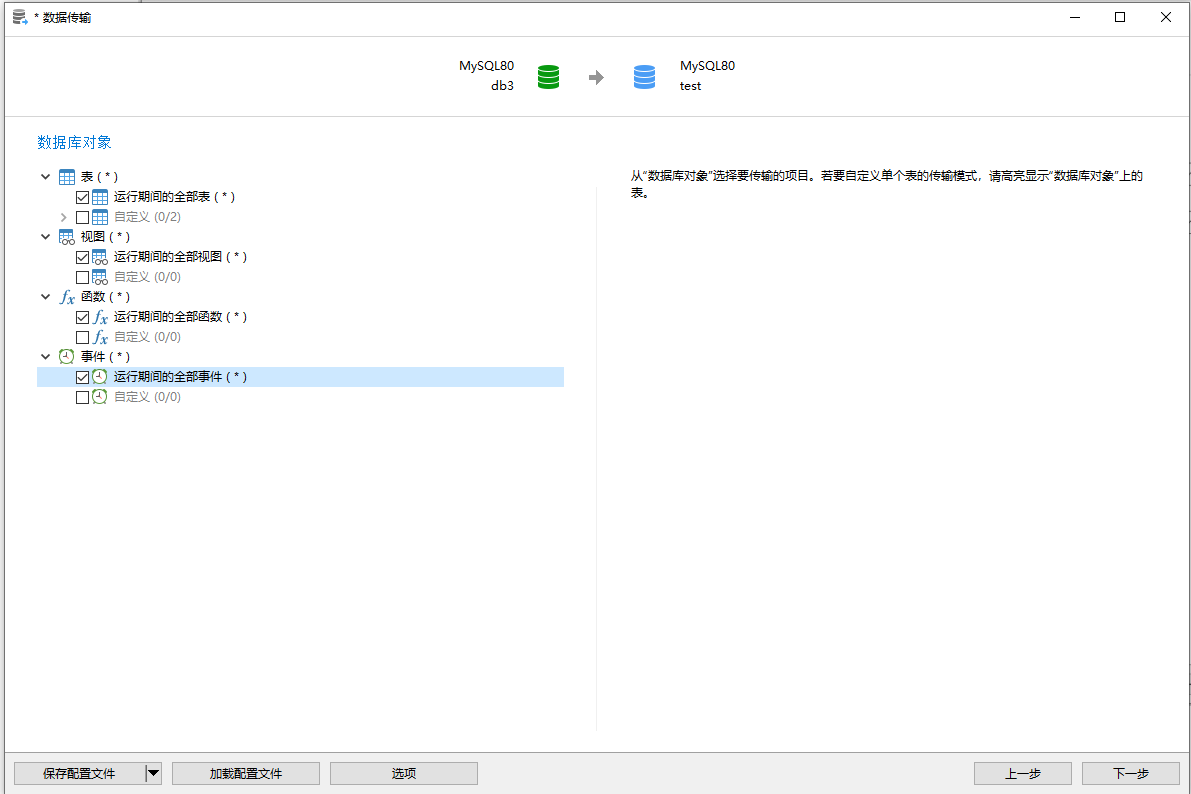 * 数据传输
MySQL80
db3
MySQL80
test
数据库对象
表 ( * )
运行期间的全部表 ( * )
自定义 (0/2)
视图 ( * )
运行期间的全部视图 ( * )
自定义 (0/0)
函数 ( * )
运行期间的全部函数 ( * )
自定义 (0/0)
事件 ( * )
运行期间的全部事件 ( * )
自定义 (0/0)
从“数据库对象”选择要传输的项目。若要自定义单个表的传输模式，请高亮显示“数据库对象”上的
表。
保存配置文件
加载配置文件
选项
上一步
下一步